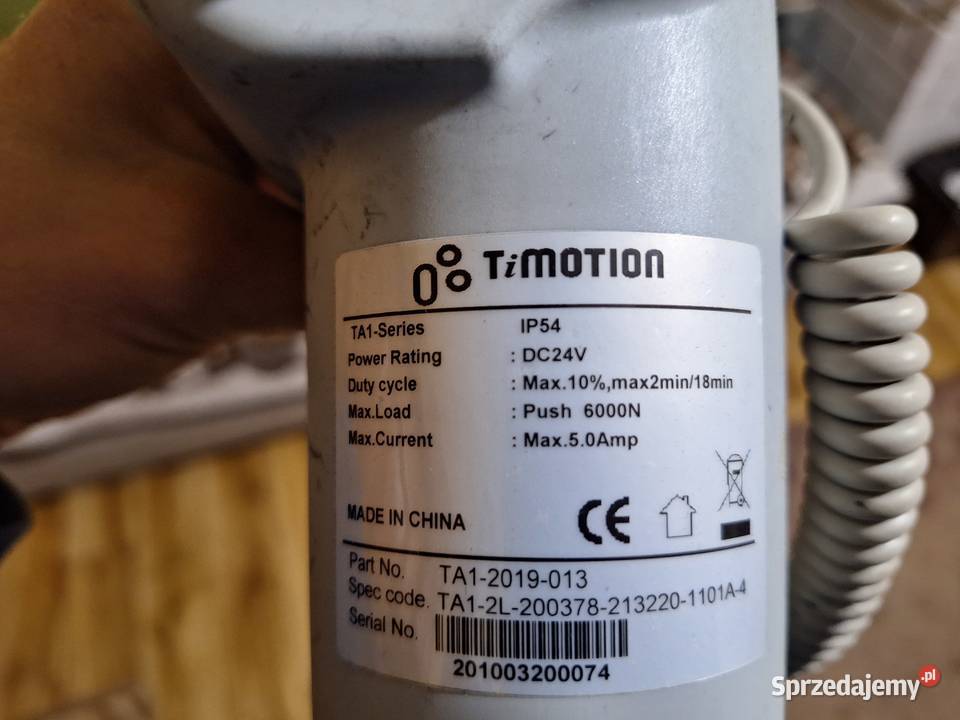 TiMOTION
TA1-Series IP54
Power Rating : DC24V
Duty cycle : Max.10%,max2min/18min
Max.Load : Push 6000N
Max.Current : Max.5.0Amp
MADE IN CHINA CE
Part No. TA1-2019-013
Spec code. TA1-2L-200378-213220-1101A-4
Serial No.
201003200074
Sprzedajemy.pl